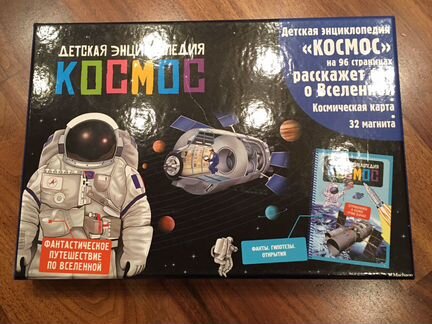 ДЕТСКАЯ ЭНЦИКЛОПЕДИЯ
КОСМОС
Детская энциклопедия
«КОСМОС»
на 96 страницах
расскажет
о Вселенной
Космическая карта
32 магнита
ФАНТАСТИЧЕСКОЕ
ПУТЕШЕСТВИЕ
ПО ВСЕЛЕННОЙ
ФАКТЫ. ГИПОТЕЗЫ.
ОТКРЫТИЯ
КОСМОС